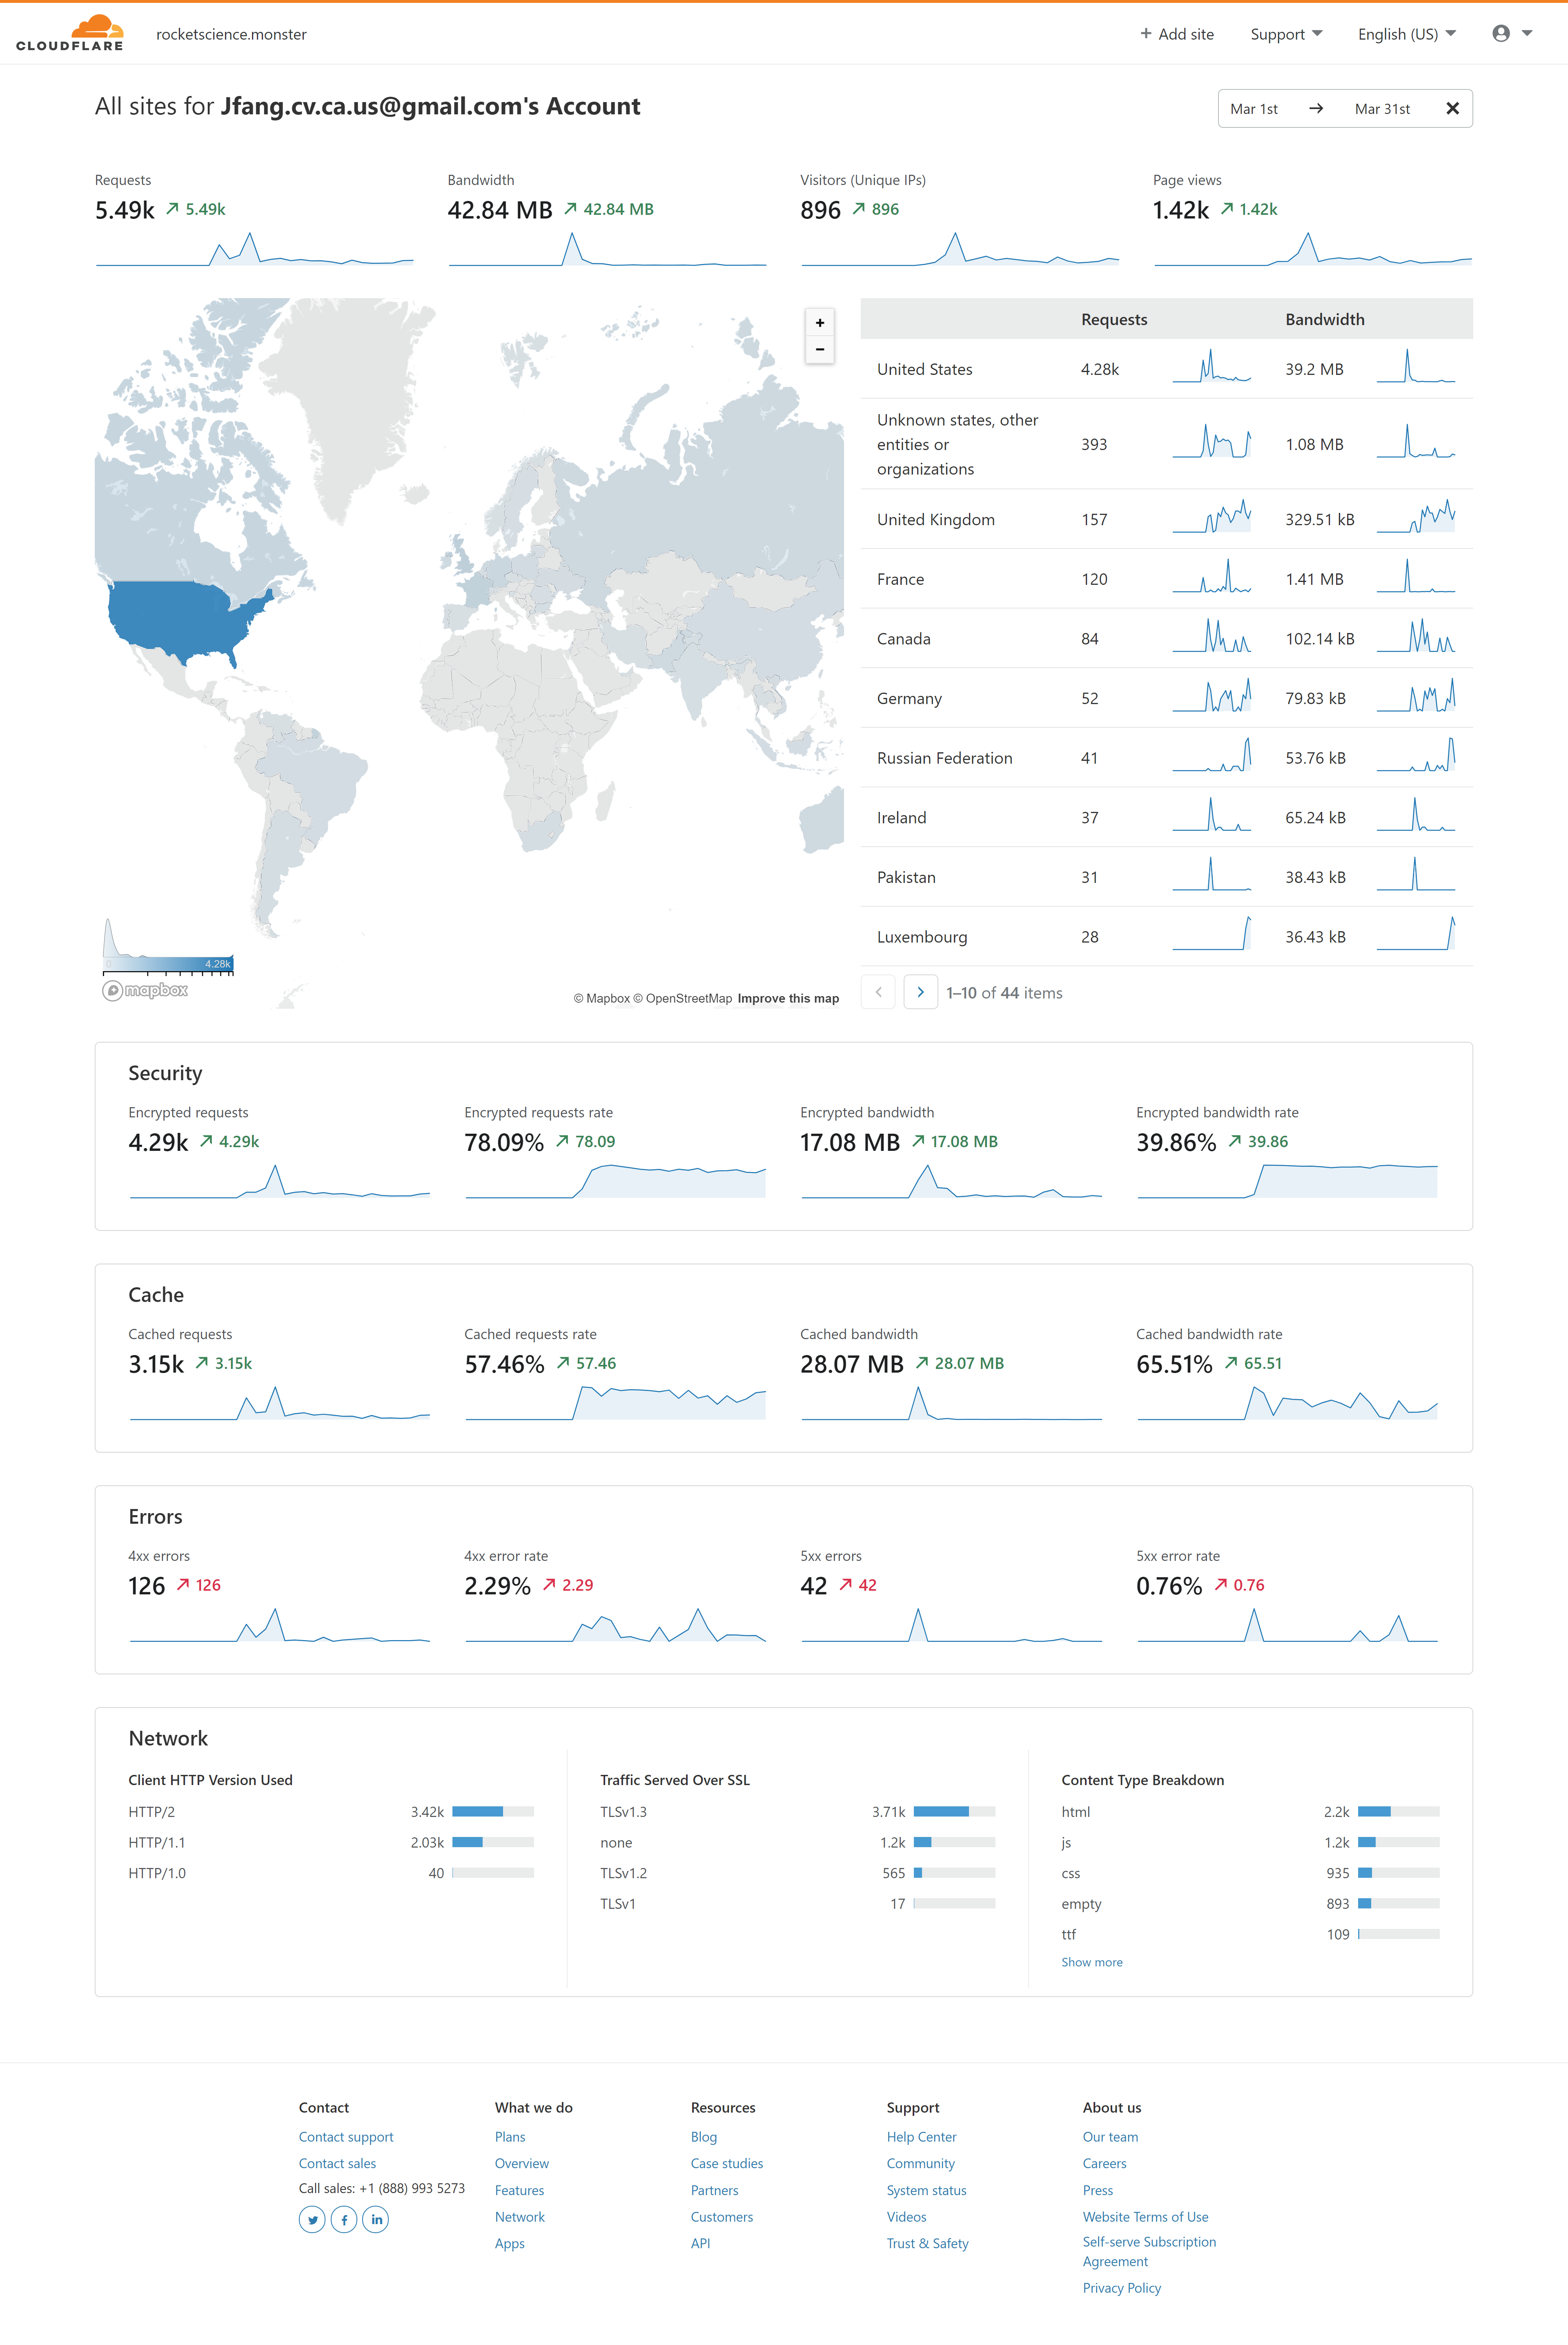 CLOUDFLARE
rocketscience.monster
+ Add site
Support
English (US)
All sites for Jfang.cv.ca.us@gmail.com's Account
Mar 1st → Mar 31st
Requests
5.49k ↗ 5.49k
Bandwidth
42.84 MB ↗ 42.84 MB
Visitors (Unique IPs)
896 ↗ 896
Page views
1.42k ↗ 1.42k
+
−
0 4.28k
mapbox
© Mapbox © OpenStreetMap Improve this map
Requests Bandwidth
United States 4.28k 39.2 MB
Unknown states, other
entities or 393 1.08 MB
organizations
United Kingdom 157 329.51 kB
France 120 1.41 MB
Canada 84 102.14 kB
Germany 52 79.83 kB
Russian Federation 41 53.76 kB
Ireland 37 65.24 kB
Pakistan 31 38.43 kB
Luxembourg 28 36.43 kB
1–10 of 44 items
Security
Encrypted requests
4.29k ↗ 4.29k
Encrypted requests rate
78.09% ↗ 78.09
Encrypted bandwidth
17.08 MB ↗ 17.08 MB
Encrypted bandwidth rate
39.86% ↗ 39.86
Cache
Cached requests
3.15k ↗ 3.15k
Cached requests rate
57.46% ↗ 57.46
Cached bandwidth
28.07 MB ↗ 28.07 MB
Cached bandwidth rate
65.51% ↗ 65.51
Errors
4xx errors
126 ↗ 126
4xx error rate
2.29% ↗ 2.29
5xx errors
42 ↗ 42
5xx error rate
0.76% ↗ 0.76
Network
Client HTTP Version Used
HTTP/2 3.42k
HTTP/1.1 2.03k
HTTP/1.0 40
Traffic Served Over SSL
TLSv1.3 3.71k
none 1.2k
TLSv1.2 565
TLSv1 17
Content Type Breakdown
html 2.2k
js 1.2k
css 935
empty 893
ttf 109
Show more
Contact
Contact support
Contact sales
Call sales: +1 (888) 993 5273
What we do
Plans
Overview
Features
Network
Apps
Resources
Blog
Case studies
Partners
Customers
API
Support
Help Center
Community
System status
Videos
Trust & Safety
About us
Our team
Careers
Press
Website Terms of Use
Self-serve Subscription
Agreement
Privacy Policy